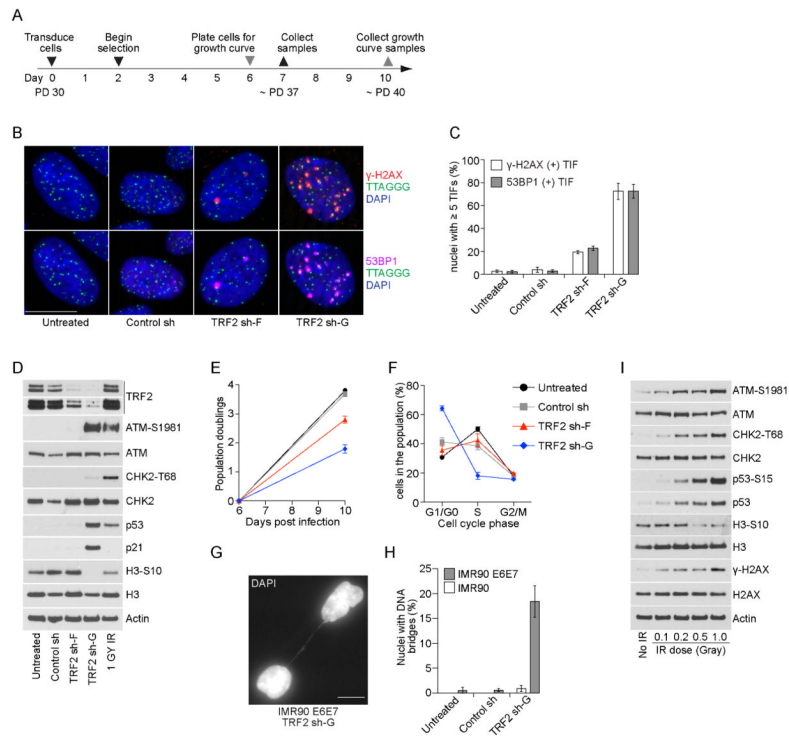 A
Transduce cells
Begin selection
Plate cells for growth curve
Collect samples
Collect growth curve samples
Day 0 1 2 3 4 5 6 7 8 9 10
PD 30
~ PD 37
~ PD 40
B
γ-H2AX
TTAGGG
DAPI
53BP1
TTAGGG
DAPI
Untreated
Control sh
TRF2 sh-F
TRF2 sh-G
C
nuclei with ≥ 5 TIFs (%)
100
80
60
40
20
0
γ-H2AX (+) TIF
53BP1 (+) TIF
Untreated
Control sh
TRF2 sh-F
TRF2 sh-G
D
TRF2
ATM-S1981
ATM
CHK2-T68
CHK2
p53
p21
H3-S10
H3
Actin
Untreated
Control sh
TRF2 sh-F
TRF2 sh-G
1 GY IR
E
Population doublings
4
3
2
1
0
6 7 8 9 10
Days post infection
F
cells in the population (%)
80
60
40
20
0
G1/G0 S G2/M
Cell cycle phase
Untreated
Control sh
TRF2 sh-F
TRF2 sh-G
G
DAPI
IMR90 E6E7
TRF2 sh-G
H
Nuclei with DNA bridges (%)
25
20
15
10
5
0
IMR90 E6E7
IMR90
Untreated
Control sh
TRF2 sh-G
I
ATM-S1981
ATM
CHK2-T68
CHK2
p53-S15
p53
H3-S10
H3
γ-H2AX
H2AX
Actin
No IR
0.1 0.2 0.5 1.0
IR dose (Gray)